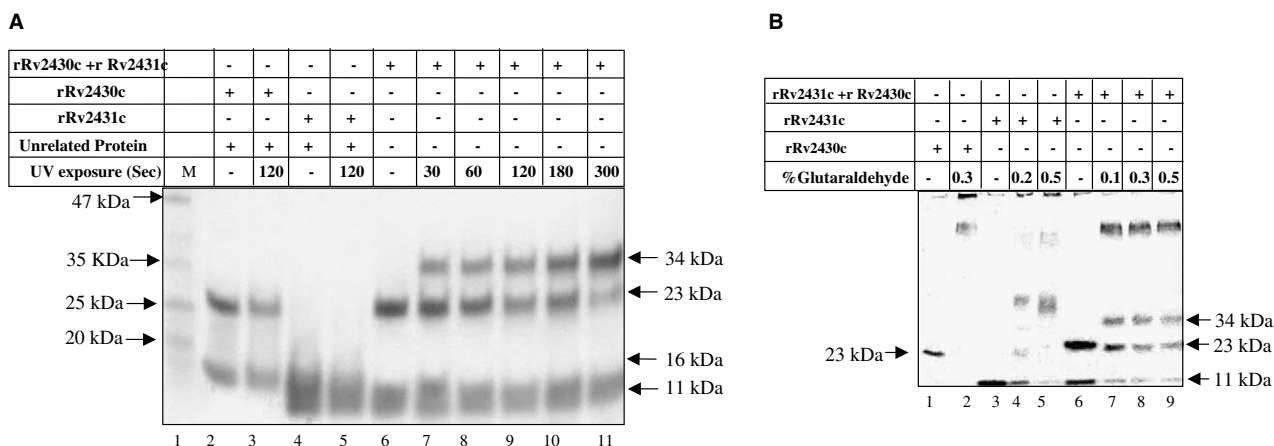 A
rRv2430c +r Rv2431c - - - - + + + + + +
rRv2430c + + - - - - - - - -
rRv2431c - - + + - - - - - -
Unrelated Protein + + + + - - - - - -
UV exposure (Sec) M - 120 - 120 - 30 60 120 180 300
47 kDa
35 KDa
25 kDa
20 kDa
34 kDa
23 kDa
16 kDa
11 kDa
1 2 3 4 5 6 7 8 9 10 11
B
rRv2431c +r Rv2430c - - - - - + + + +
rRv2431c - - + + + - - - -
rRv2430c + + - - - - - - -
%Glutaraldehyde - 0.3 - 0.2 0.5 - 0.1 0.3 0.5
23 kDa
34 kDa
23 kDa
11 kDa
1 2 3 4 5 6 7 8 9